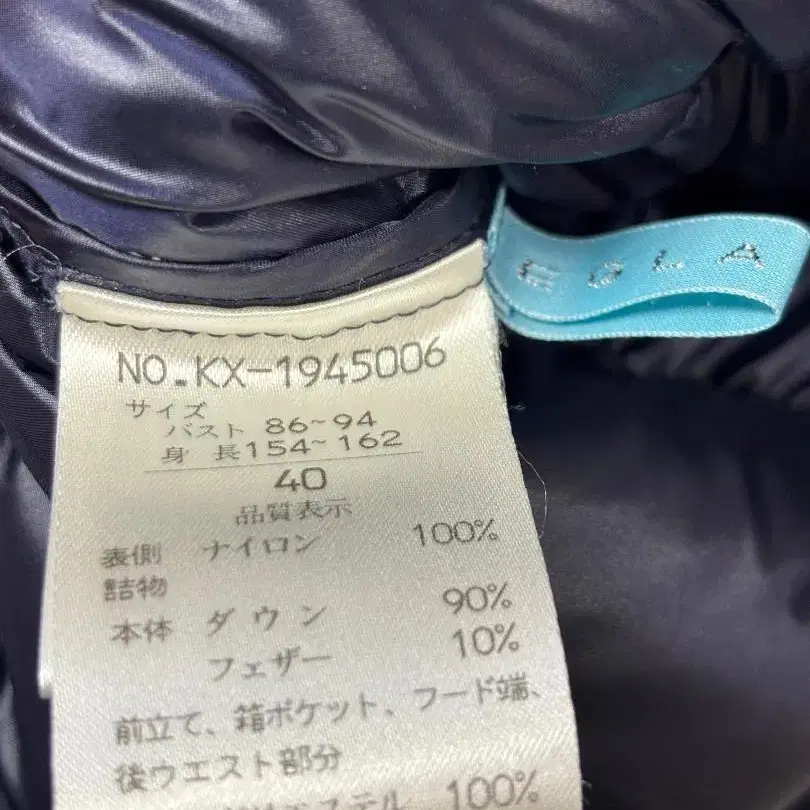 NO.KX-1945006
サイズ
バスト 86~94
身 長154~162
40
品質表示
表側 ナイロン 100%
詰物
本体 ダウン 90%
フェザー 10%
前立て、箱ポケット、フード端、
後ウエスト部分
100%